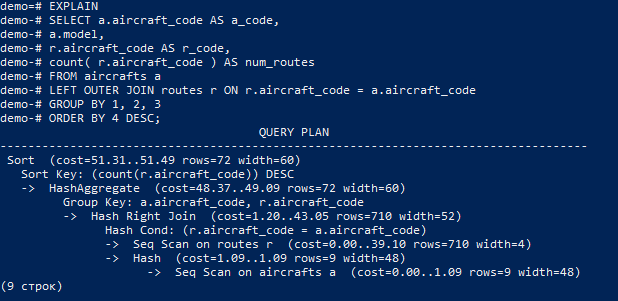 demo=# EXPLAIN
demo-# SELECT a.aircraft_code AS a_code,
demo-# a.model,
demo-# r.aircraft_code AS r_code,
demo-# count( r.aircraft_code ) AS num_routes
demo-# FROM aircrafts a
demo-# LEFT OUTER JOIN routes r ON r.aircraft_code = a.aircraft_code
demo-# GROUP BY 1, 2, 3
demo-# ORDER BY 4 DESC;
QUERY PLAN
------------------------------------------------------------------------------------
Sort  (cost=51.31..51.49 rows=72 width=60)
  Sort Key: (count(r.aircraft_code)) DESC
  ->  HashAggregate  (cost=48.37..49.09 rows=72 width=60)
        Group Key: a.aircraft_code, r.aircraft_code
        ->  Hash Right Join  (cost=1.20..43.05 rows=710 width=52)
              Hash Cond: (r.aircraft_code = a.aircraft_code)
              ->  Seq Scan on routes r  (cost=0.00..39.10 rows=710 width=4)
              ->  Hash  (cost=1.09..1.09 rows=9 width=48)
                    ->  Seq Scan on aircrafts a  (cost=0.00..1.09 rows=9 width=48)
(9 строк)